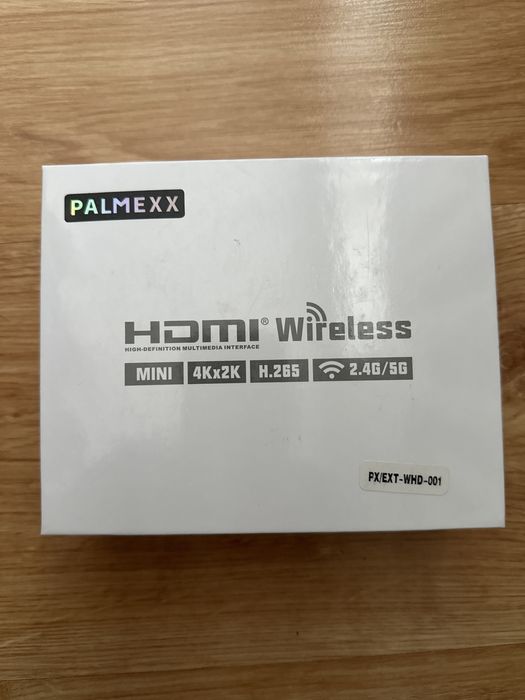 PALMEXX
HDMI® Wireless
HIGH-DEFINITION MULTIMEDIA INTERFACE
MINI 4Kx2K H.265 2.4G/5G
PX/EXT-WHD-001